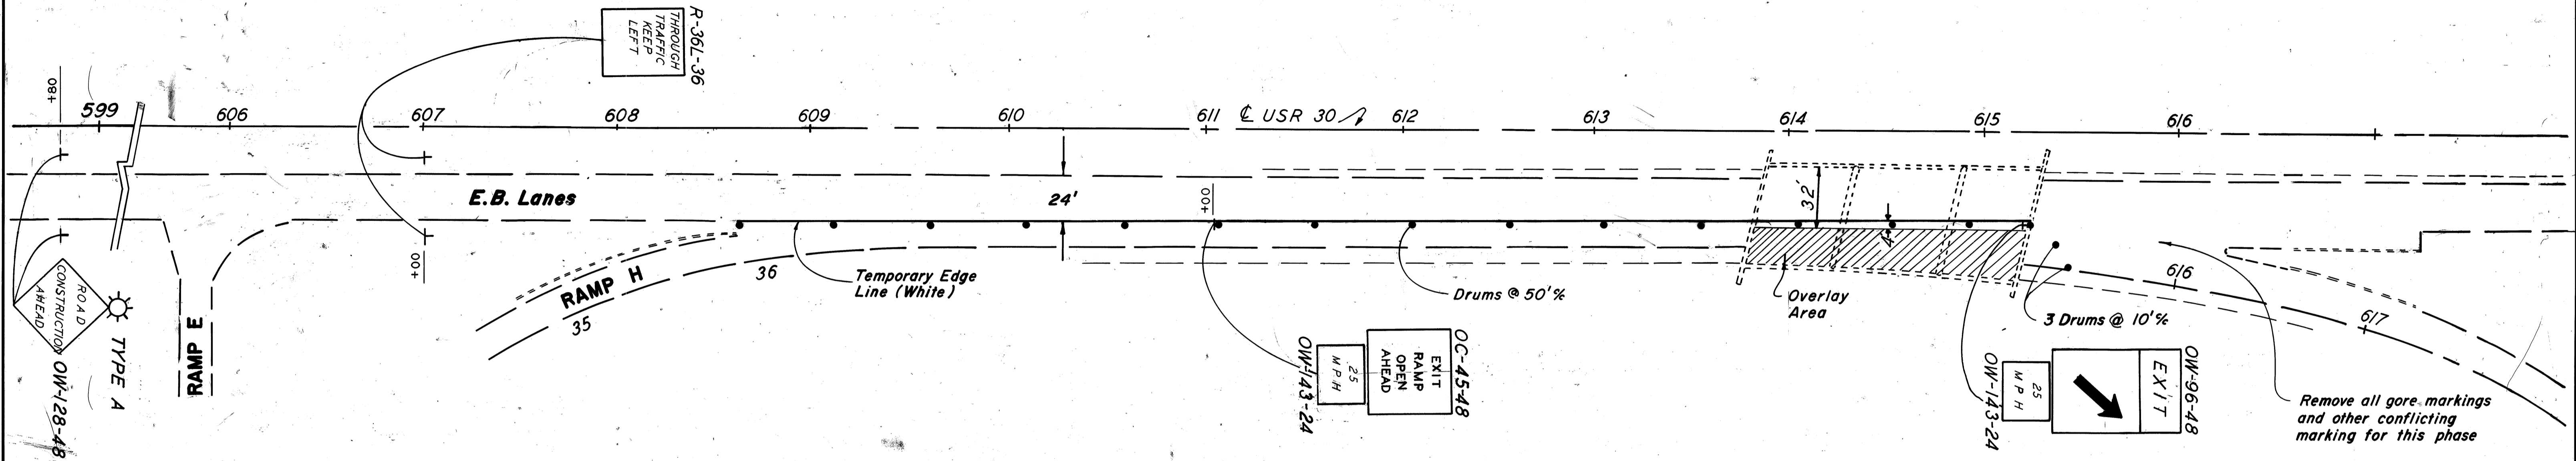 R-36L-36
THROUGH
TRAFFIC
KEEP
LEFT
+80
599
606
607
608
609
610
611
℄ USR 30
612
613
614
615
616
E.B. Lanes
24'
+00
32'
4'
+00
RAMP H
35
36
Temporary Edge
Line (White)
Drums @ 50' %
Overlay
Area
3 Drums @ 10' %
616
617
ROAD
CONSTRUCTION
AHEAD
OW-128-48
TYPE A
RAMP E
OC-45-48
EXIT
RAMP
OPEN
AHEAD
25
MPH
OW-143-24
OW-96-48
EXIT
25
MPH
OW-143-24
Remove all gore markings
and other conflicting
marking for this phase